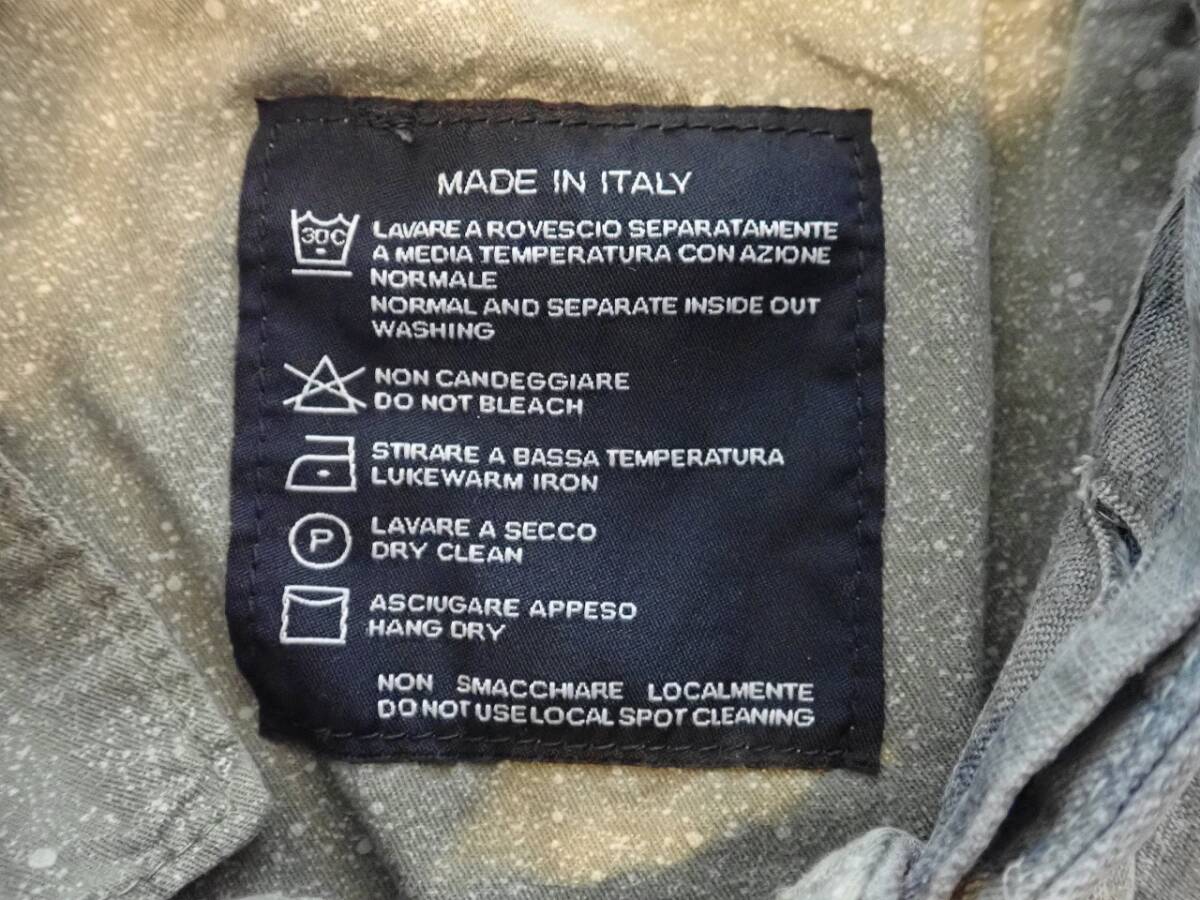 MADE IN ITALY
30C
LAVARE A ROVESCIO SEPARATAMENTE
A MEDIA TEMPERATURA CON AZIONE
NORMALE
NORMAL AND SEPARATE INSIDE OUT
WASHING
NON CANDEGGIARE
DO NOT BLEACH
STIRARE A BASSA TEMPERATURA
LUKEWARM IRON
P
LAVARE A SECCO
DRY CLEAN
ASCIUGARE APPESO
HANG DRY
NON SMACCHIARE LOCALMENTE
DO NOT USE LOCAL SPOT CLEANING